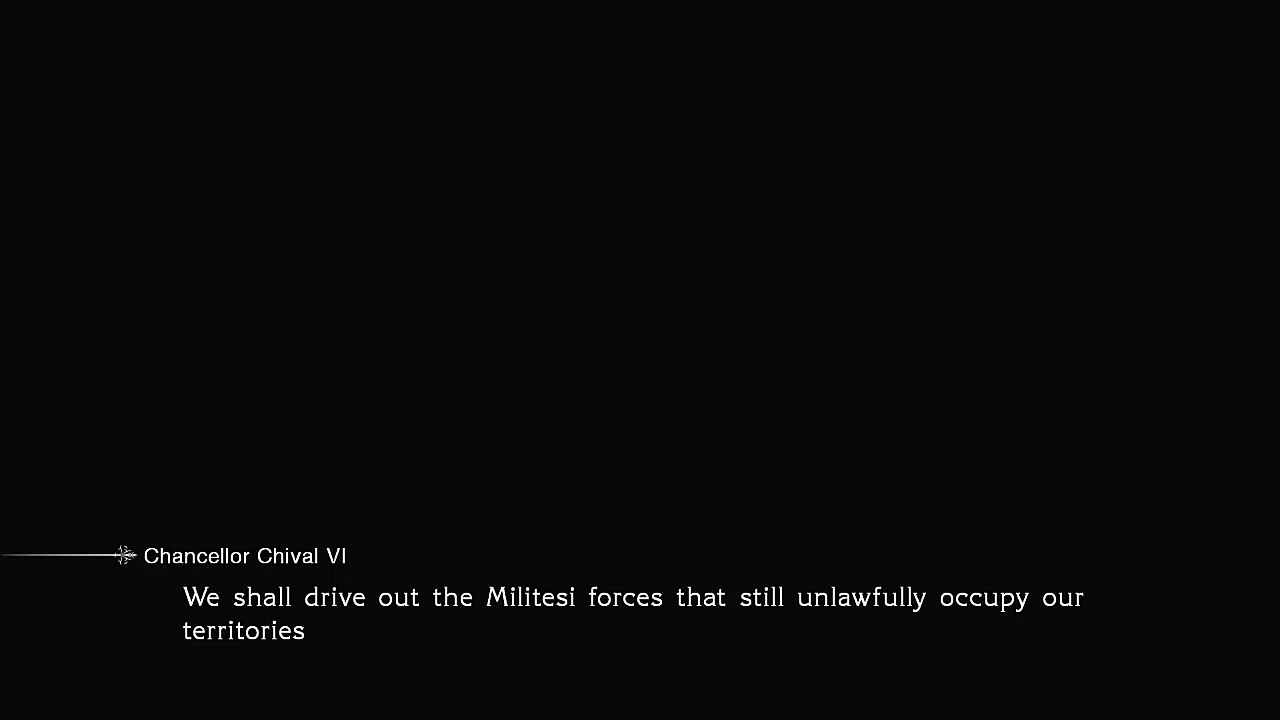 Chancellor Chival VI
We shall drive out the Militesi forces that still unlawfully occupy our
territories